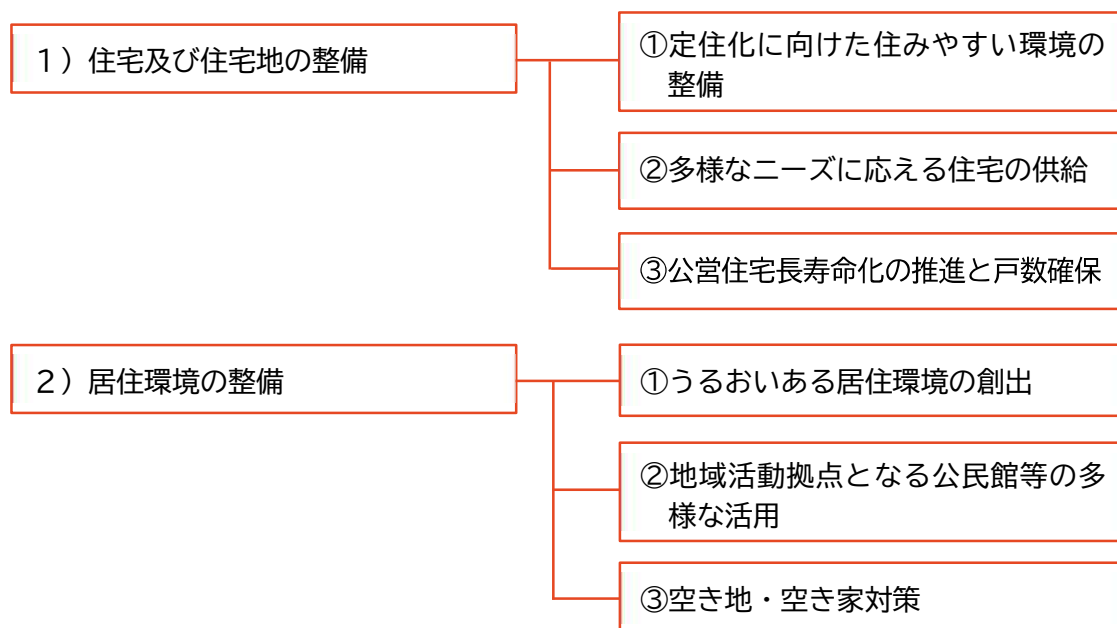 1）住宅及び住宅地の整備
①定住化に向けた住みやすい環境の
整備
②多様なニーズに応える住宅の供給
③公営住宅長寿命化の推進と戸数確保
2）居住環境の整備
①うるおいある居住環境の創出
②地域活動拠点となる公民館等の多
様な活用
③空き地・空き家対策